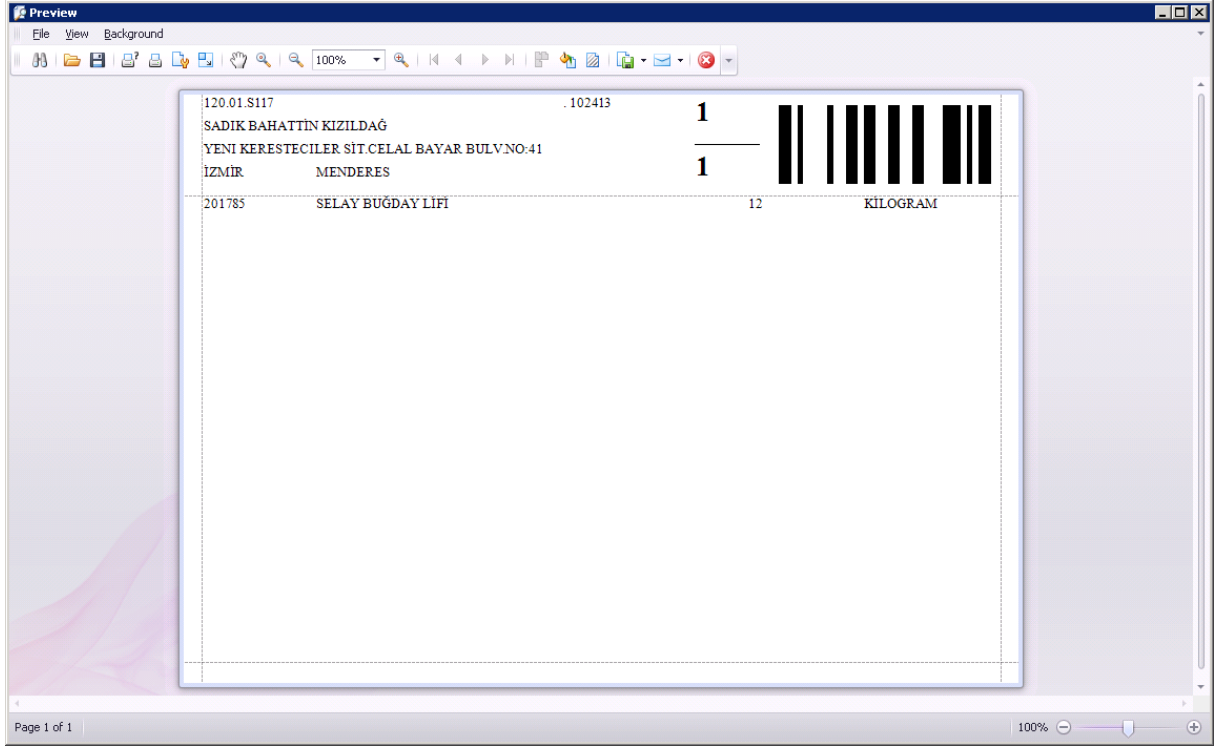 Preview
File View Background
100%
120.01.S117 . 102413
SADIK BAHATTİN KIZILDAĞ
YENI KERESTECILER SİT.CELAL BAYAR BULV.NO:41
İZMİR MENDERES
1
1
201785 SELAY BUĞDAY LİFİ 12 KİLOGRAM
Page 1 of 1 100%